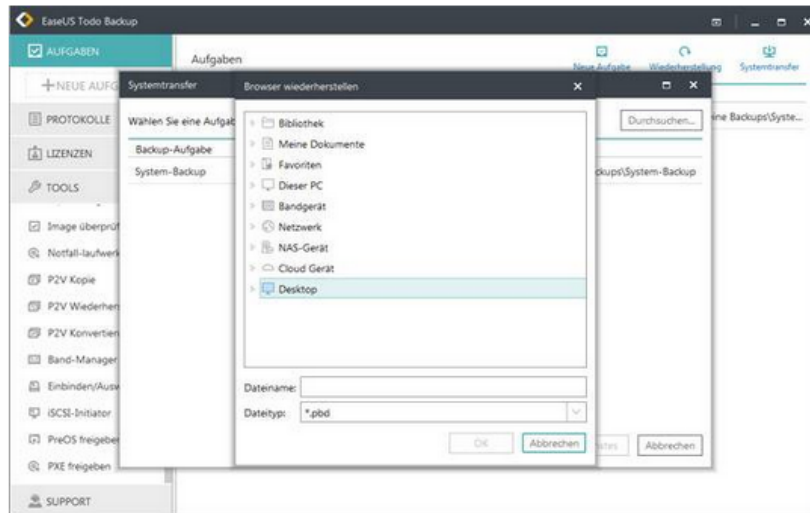 EaseUS Todo Backup
AUFGABEN
Aufgaben
Neue Aufgabe
Wiederherstellung
Systemtransfer
NEUE AUFG
Systemtransfer
Browser wiederherstellen
PROTOKOLLE
Wählen Sie eine Aufgab
Durchsuchen...
ine Backups\Syste...
LIZENZEN
Backup-Aufgabe
TOOLS
System-Backup
ckups\System-Backup
Bibliothek
Meine Dokumente
Favoriten
Dieser PC
Bandgerät
Netzwerk
NAS-Gerät
Cloud Gerät
Desktop
Image überprüf
Notfall-laufwerk
P2V Kopie
P2V Wiederhers
P2V Konvertier
Band-Manager
Einbinden/Ausw
iSCSI-Initiator
PreOS freigeben
PXE freigeben
SUPPORT
Dateiname:
Dateityp: *.pbd
OK
Abbrechen
Abbrechen